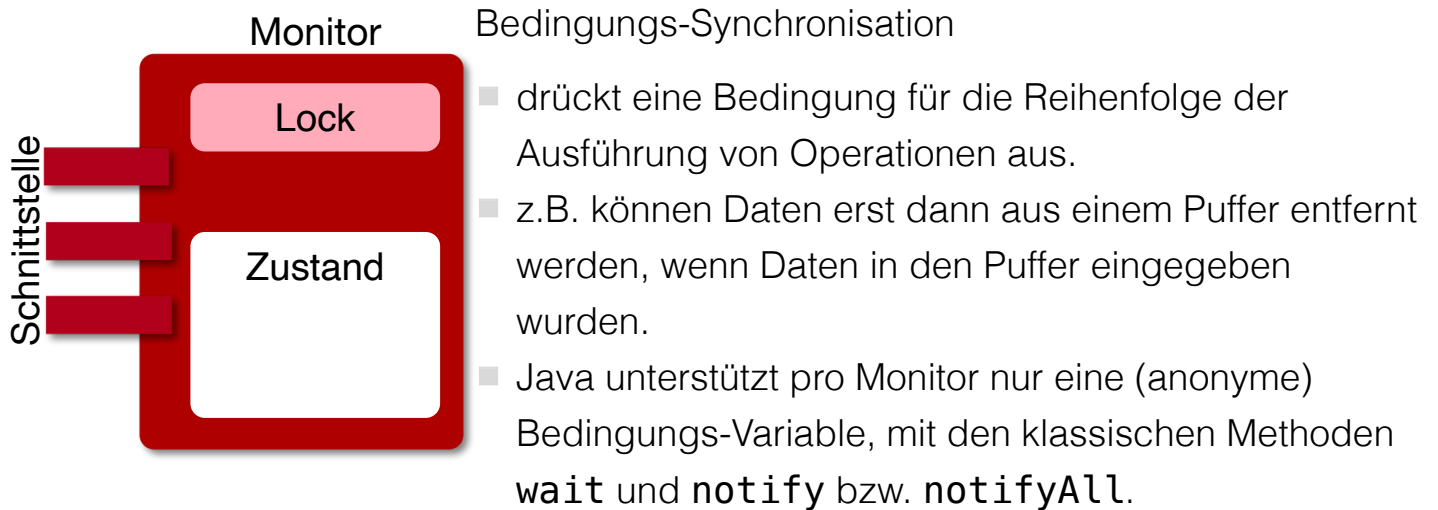 Monitor
Lock
Zustand
Schnittstelle
Bedingungs-Synchronisation
drückt eine Bedingung für die Reihenfolge der
Ausführung von Operationen aus.
z.B. können Daten erst dann aus einem Puffer entfernt
werden, wenn Daten in den Puffer eingegeben
wurden.
Java unterstützt pro Monitor nur eine (anonyme)
Bedingungs-Variable, mit den klassischen Methoden
wait und notify bzw. notifyAll.